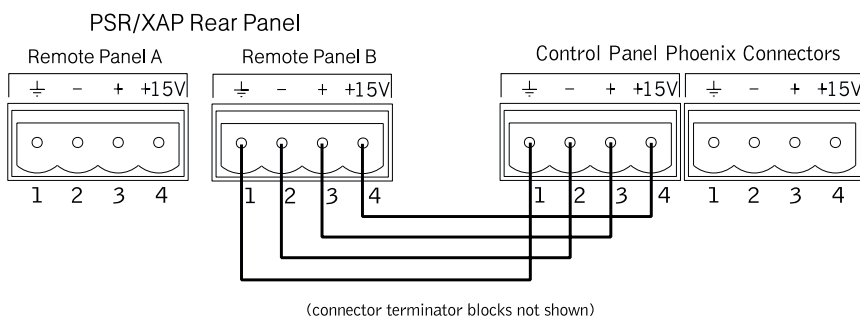 PSR/XAP Rear Panel
Remote Panel A
Remote Panel B
Control Panel Phoenix Connectors
⏚ − + +15V ⏚ − + +15V ⏚ − + +15V ⏚ − + +15V
1 2 3 4 1 2 3 4 1 2 3 4 1 2 3 4
(connector terminator blocks not shown)